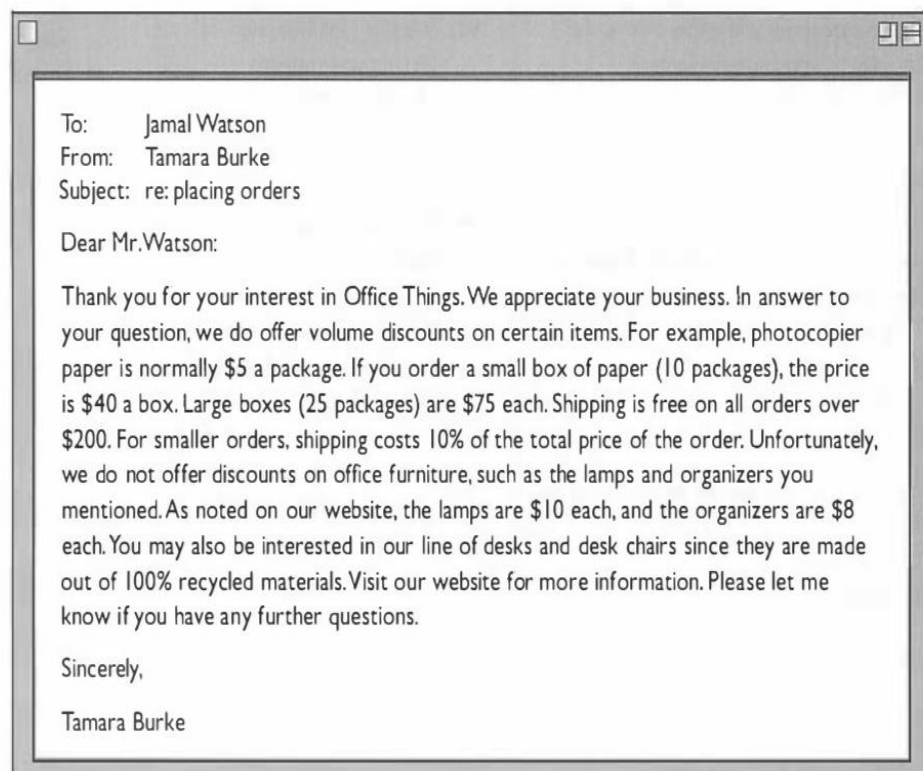 To: Jamal Watson
From: Tamara Burke
Subject: re: placing orders
Dear Mr. Watson:
Thank you for your interest in Office Things. We appreciate your business. In answer to
your question, we do offer volume discounts on certain items. For example, photocopier
paper is normally $5 a package. If you order a small box of paper (10 packages), the price
is $40 a box. Large boxes (25 packages) are $75 each. Shipping is free on all orders over
$200. For smaller orders, shipping costs 10% of the total price of the order. Unfortunately,
we do not offer discounts on office furniture, such as the lamps and organizers you
mentioned. As noted on our website, the lamps are $10 each, and the organizers are $8
each. You may also be interested in our line of desks and desk chairs since they are made
out of 100% recycled materials. Visit our website for more information. Please let me
know if you have any further questions.
Sincerely,
Tamara Burke